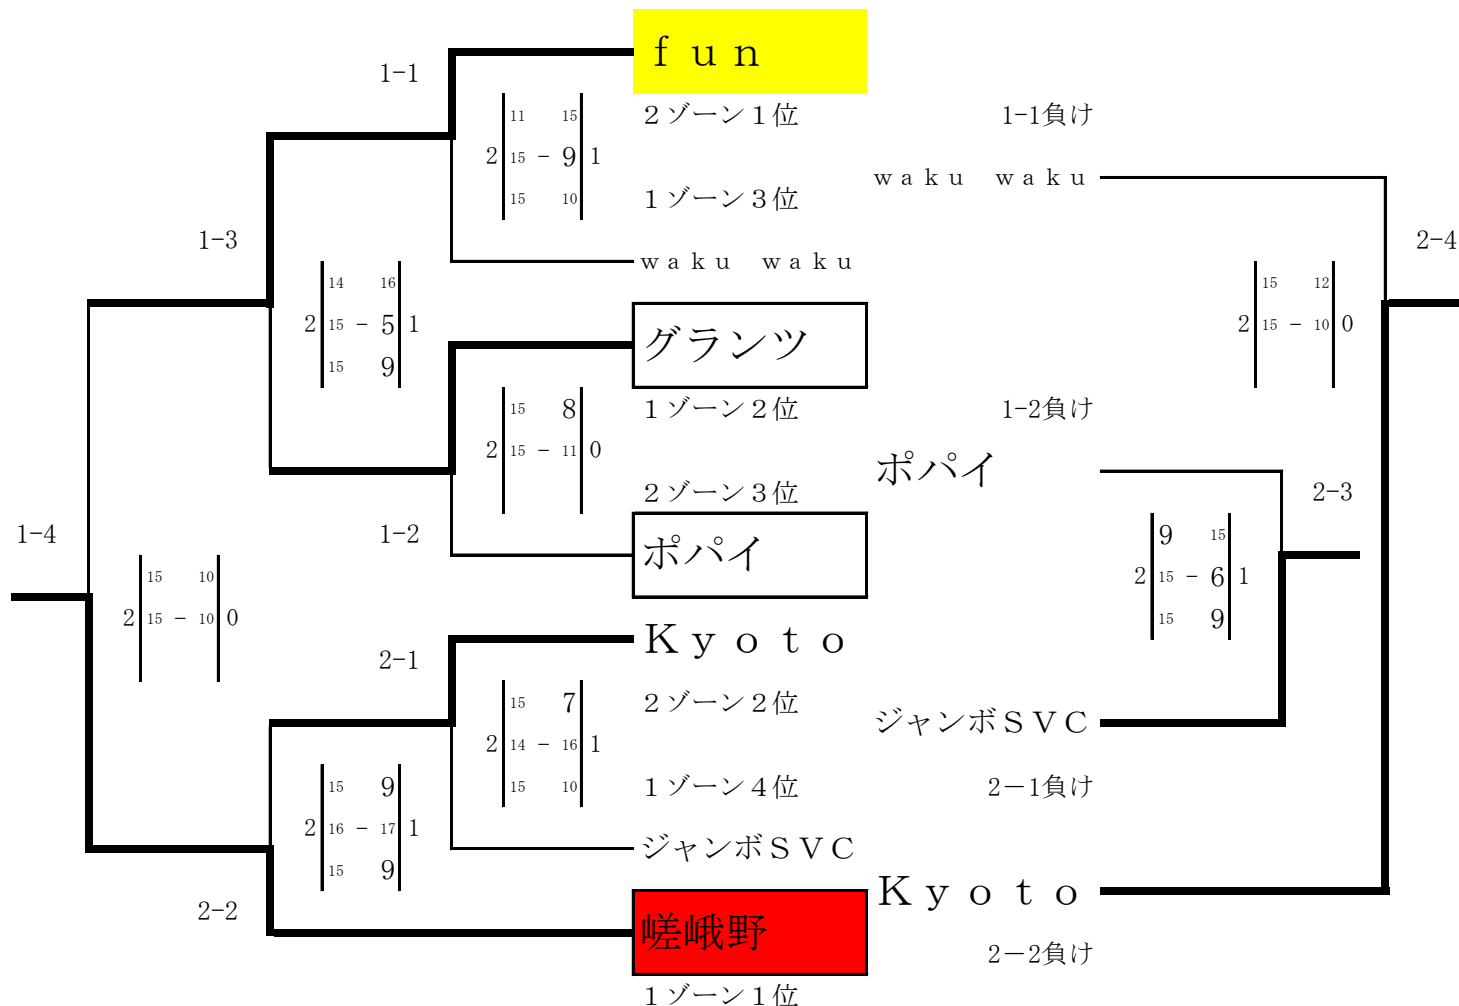 ｆｕｎ
1-1
11 15
２ゾーン１位
1-1負け
2 15 － 9 1
ｗａｋｕ　ｗａｋｕ
15 10
１ゾーン３位
1-3
2-4
ｗａｋｕ　ｗａｋｕ
14 16
15 12
2 15 － 5 1
グランツ
2 15 － 10 0
15 9
15 8
１ゾーン２位
1-2負け
2 15 － 11 0
ポパイ
２ゾーン３位
2-3
1-4
1-2
ポパイ
9 15
15 10
2 15 － 6 1
2 15 － 10 0
15 9
Ｋｙｏｔｏ
2-1
15 7
２ゾーン２位
ジャンボＳＶＣ
2 14 － 16 1
15 9
15 10
１ゾーン４位
2－1負け
2 16 － 17 1
ジャンボＳＶＣ
15 9
Ｋｙｏｔｏ
2-2
嵯峨野
2－2負け
１ゾーン１位